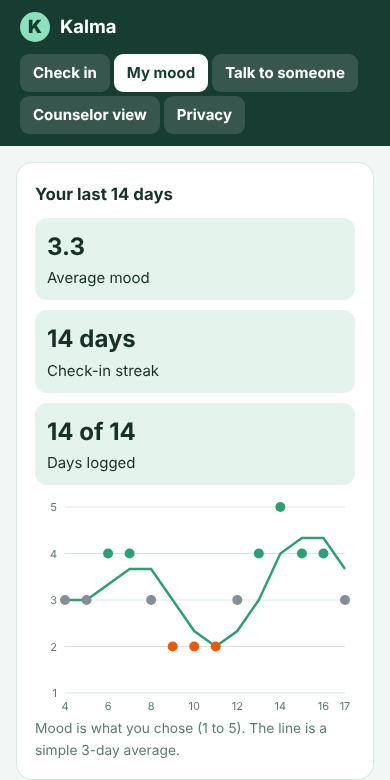 K Kalma
Check in My mood Talk to someone
Counselor view Privacy
Your last 14 days
3.3
Average mood
14 days
Check-in streak
14 of 14
Days logged
5
4
3
2
1
4 6 8 10 12 14 16 17
Mood is what you chose (1 to 5). The line is a
simple 3-day average.